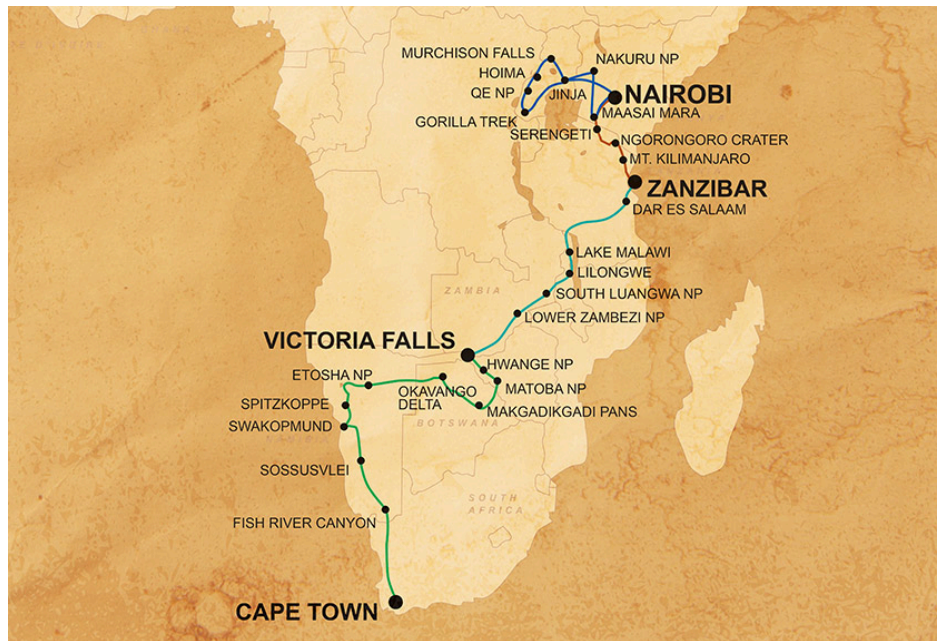 MURCHISON FALLS
NAKURU NP
HOIMA
QE NP
JINJA
NAIROBI
MAASAI MARA
GORILLA TREK
SERENGETI
NGORONGORO CRATER
MT. KILIMANJARO
ZANZIBAR
DAR ES SALAAM
LAKE MALAWI
LILONGWE
ZAMBIA
SOUTH LUANGWA NP
LOWER ZAMBEZI NP
VICTORIA FALLS
HWANGE NP
ETOSHA NP
OKAVANGO
DELTA
MATOBA NP
SPITZKOPPE
MAKGADIKGADI PANS
SWAKOPMUND
BOTSWANA
NAMIBIA
SOSSUSVLEI
SOUTH
AFRICA
FISH RIVER CANYON
CAPE TOWN